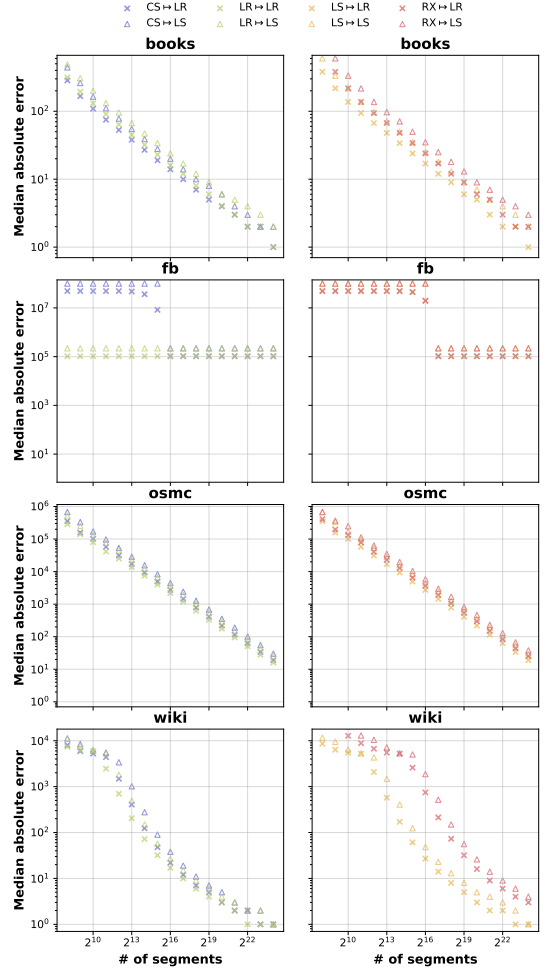 CS ↦ LR LR ↦ LR LS ↦ LR RX ↦ LR
CS ↦ LS LR ↦ LS LS ↦ LS RX ↦ LS
books books
Median absolute error
10²
10¹
10⁰
fb fb
Median absolute error
10⁷
10⁵
10³
10¹
osmc osmc
Median absolute error
10⁶
10⁵
10⁴
10³
10²
10¹
10⁰
wiki wiki
Median absolute error
10⁴
10³
10²
10¹
10⁰
2¹⁰ 2¹³ 2¹⁶ 2¹⁹ 2²² 2¹⁰ 2¹³ 2¹⁶ 2¹⁹ 2²²
# of segments # of segments